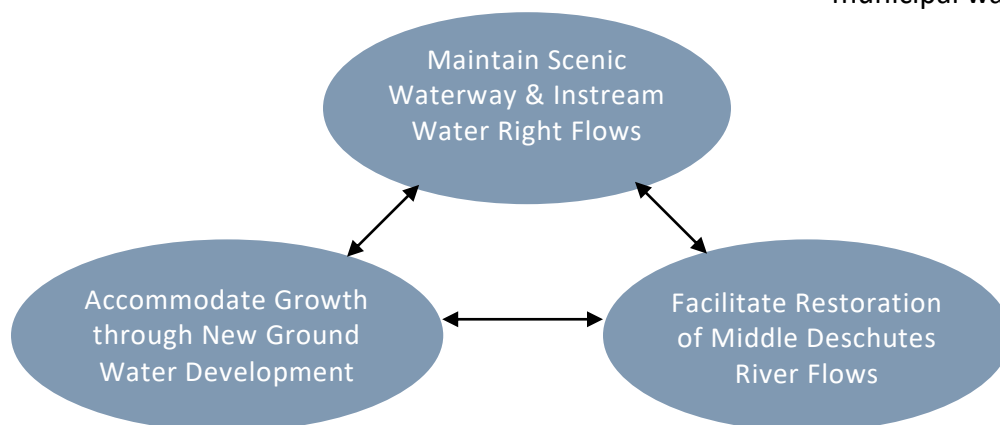 municipal
Maintain Scenic
Waterway & Instream
Water Right Flows
Accommodate Growth
through New Ground
Water Development
Facilitate Restoration
of Middle Deschutes
River Flows